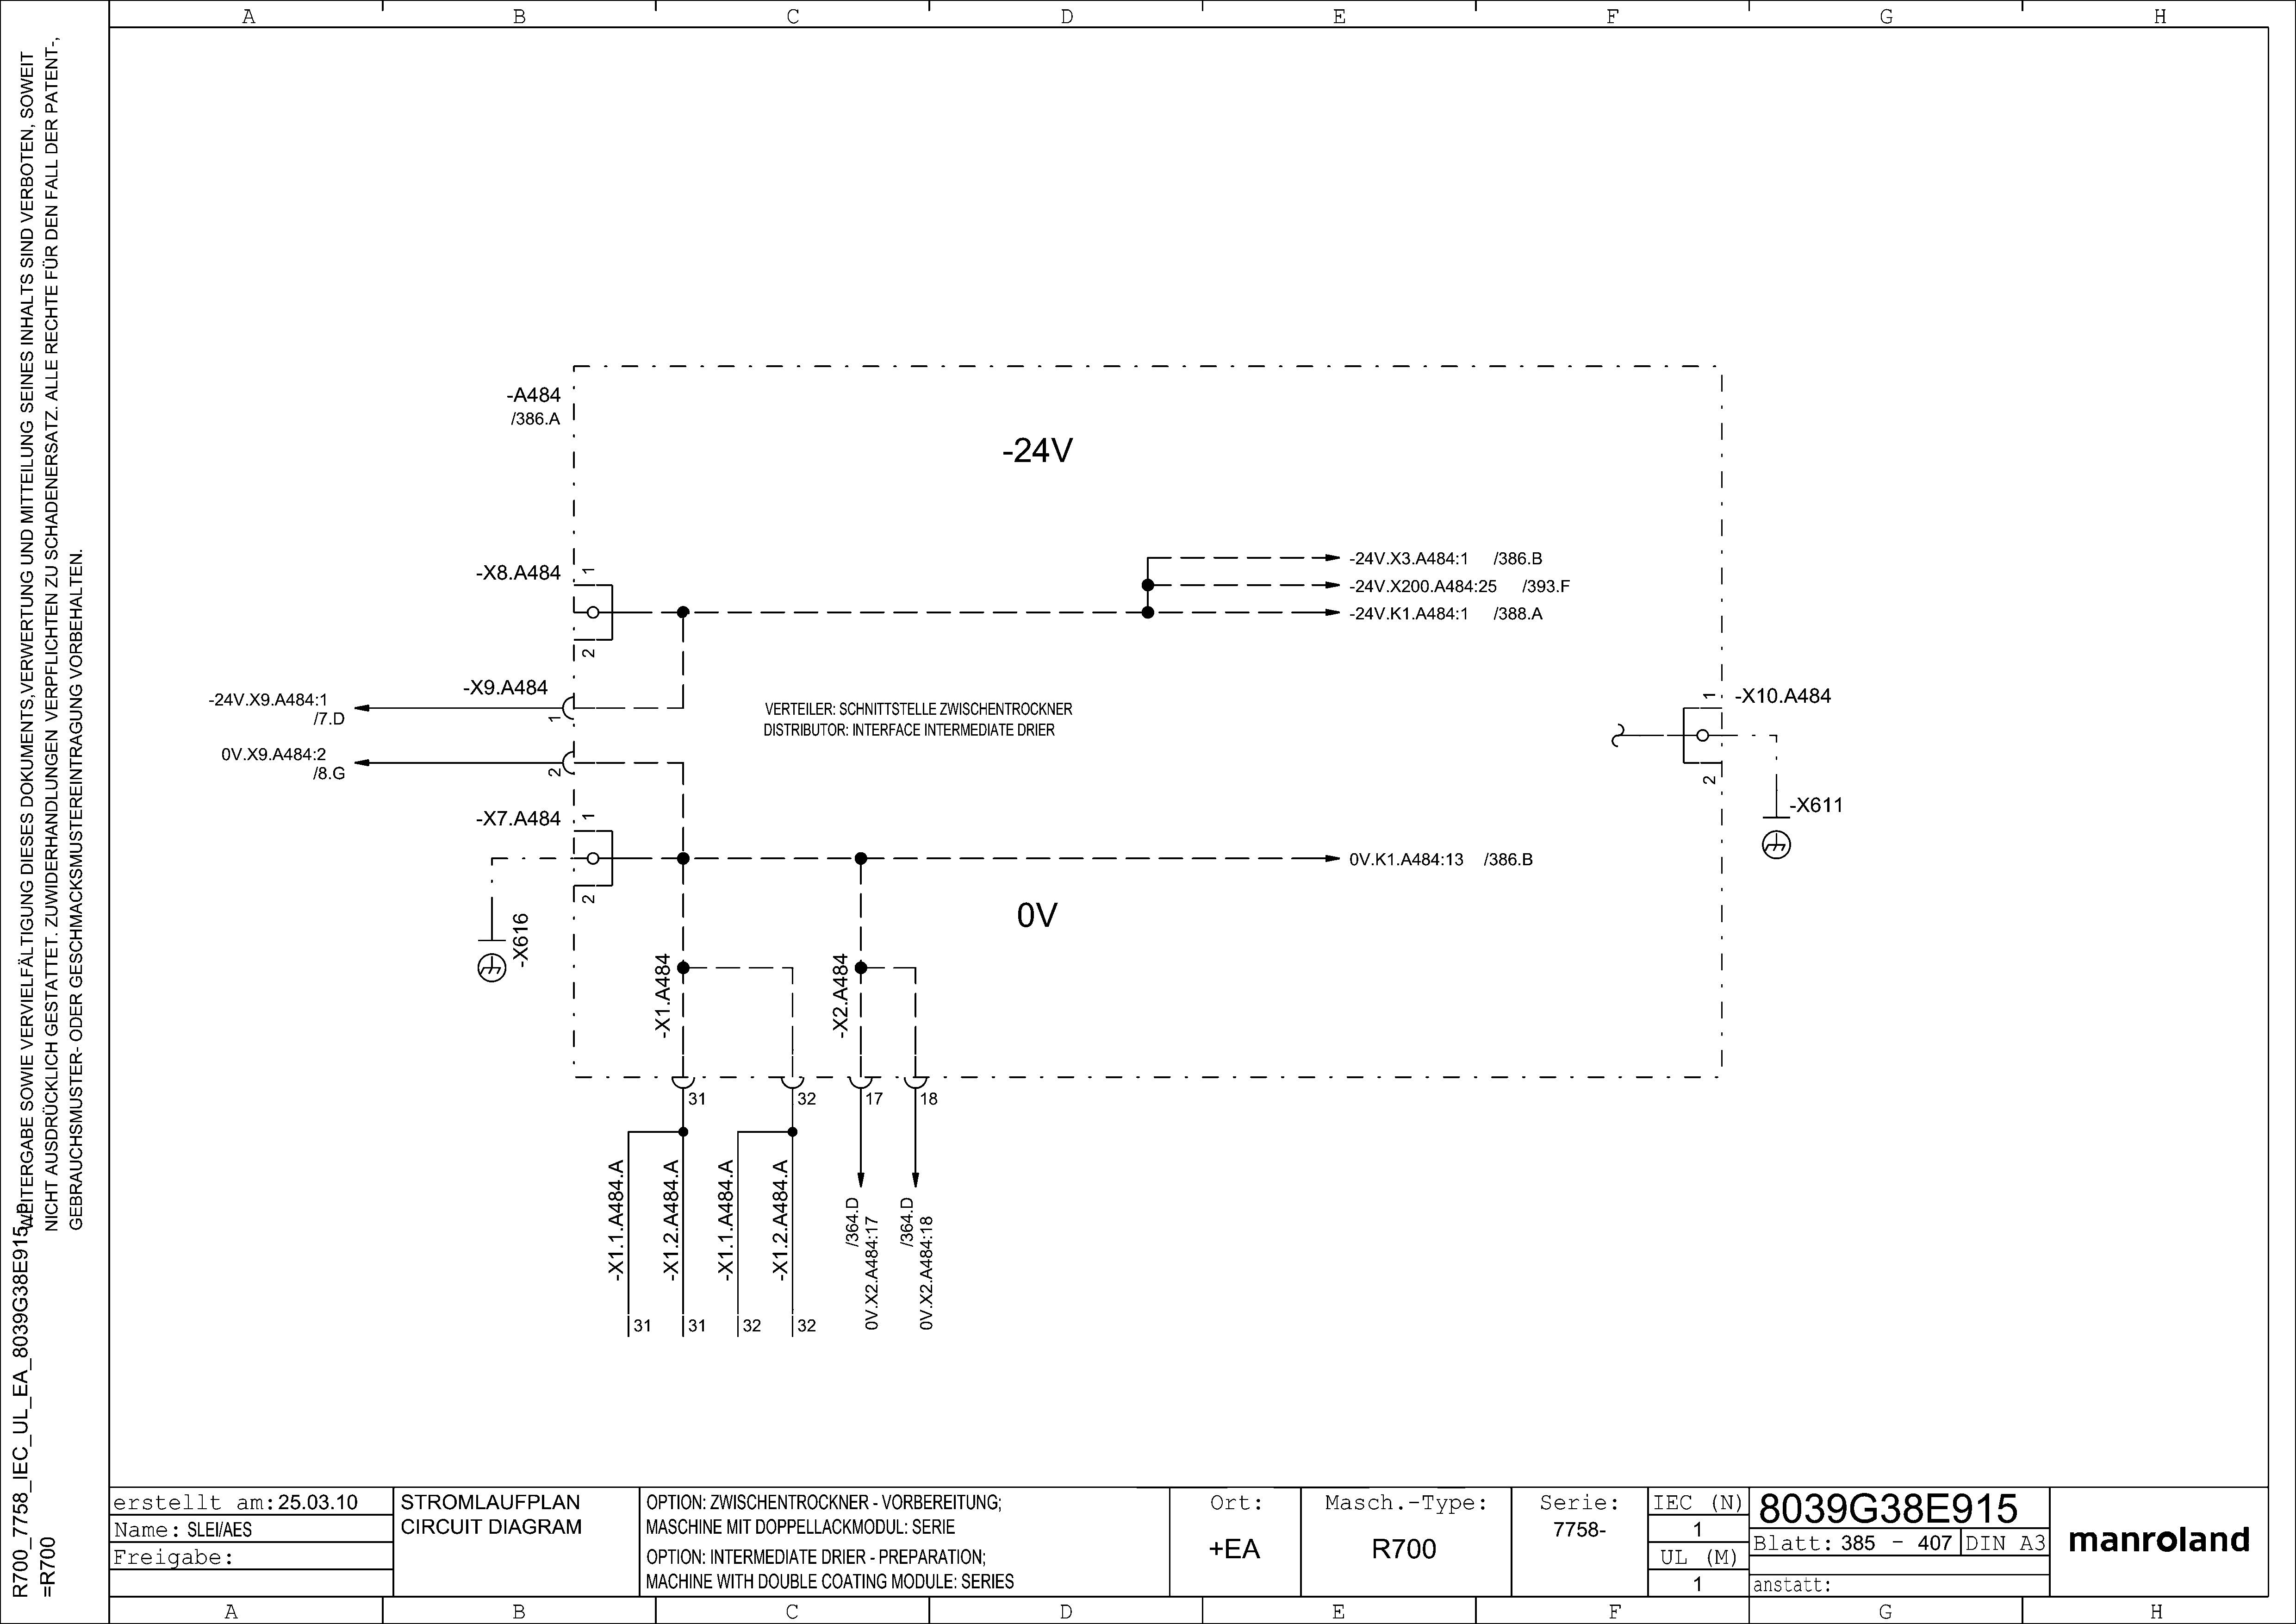 A B C D E F G H
WEITERGABE SOWIE VERVIELFÄLTIGUNG DIESES DOKUMENTS,VERWERTUNG UND MITTEILUNG SEINES INHALTS SIND VERBOTEN, SOWEIT
NICHT AUSDRÜCKLICH GESTATTET. ZUWIDERHANDLUNGEN VERPFLICHTEN ZU SCHADENERSATZ. ALLE RECHTE FÜR DEN FALL DER PATENT-,
GEBRAUCHSMUSTER- ODER GESCHMACKSMUSTEREINTRAGUNG VORBEHALTEN.
R700_7758_IEC_UL_EA_8039G38E915_D
=R700
-A484
/386.A
-24V
-X8.A484
1
2
-24V.X3.A484:1 /386.B
-24V.X200.A484:25 /393.F
-24V.K1.A484:1 /388.A
-24V.X9.A484:1
/7.D
-X9.A484
1
VERTEILER: SCHNITTSTELLE ZWISCHENTROCKNER
DISTRIBUTOR: INTERFACE INTERMEDIATE DRIER
1
-X10.A484
2
0V.X9.A484:2
/8.G
2
-X611
-X7.A484
1
2
0V.K1.A484:13 /386.B
0V
-X616
-X1.A484
-X2.A484
31 32 17 18
-X1.1.A484.A
-X1.2.A484.A
-X1.1.A484.A
-X1.2.A484.A
/364.D
0V.X2.A484:17
/364.D
0V.X2.A484:18
31 31 32 32
erstellt am: 25.03.10
Name: SLEI/AES
Freigabe:
STROMLAUFPLAN
CIRCUIT DIAGRAM
OPTION: ZWISCHENTROCKNER - VORBEREITUNG;
MASCHINE MIT DOPPELLACKMODUL: SERIE
OPTION: INTERMEDIATE DRIER - PREPARATION;
MACHINE WITH DOUBLE COATING MODULE: SERIES
Ort:
+EA
Masch.-Type:
R700
Serie:
7758-
IEC (N)
1
UL (M)
1
8039G38E915
Blatt: 385 - 407 DIN A3
anstatt:
manroland
A B C D E F G H